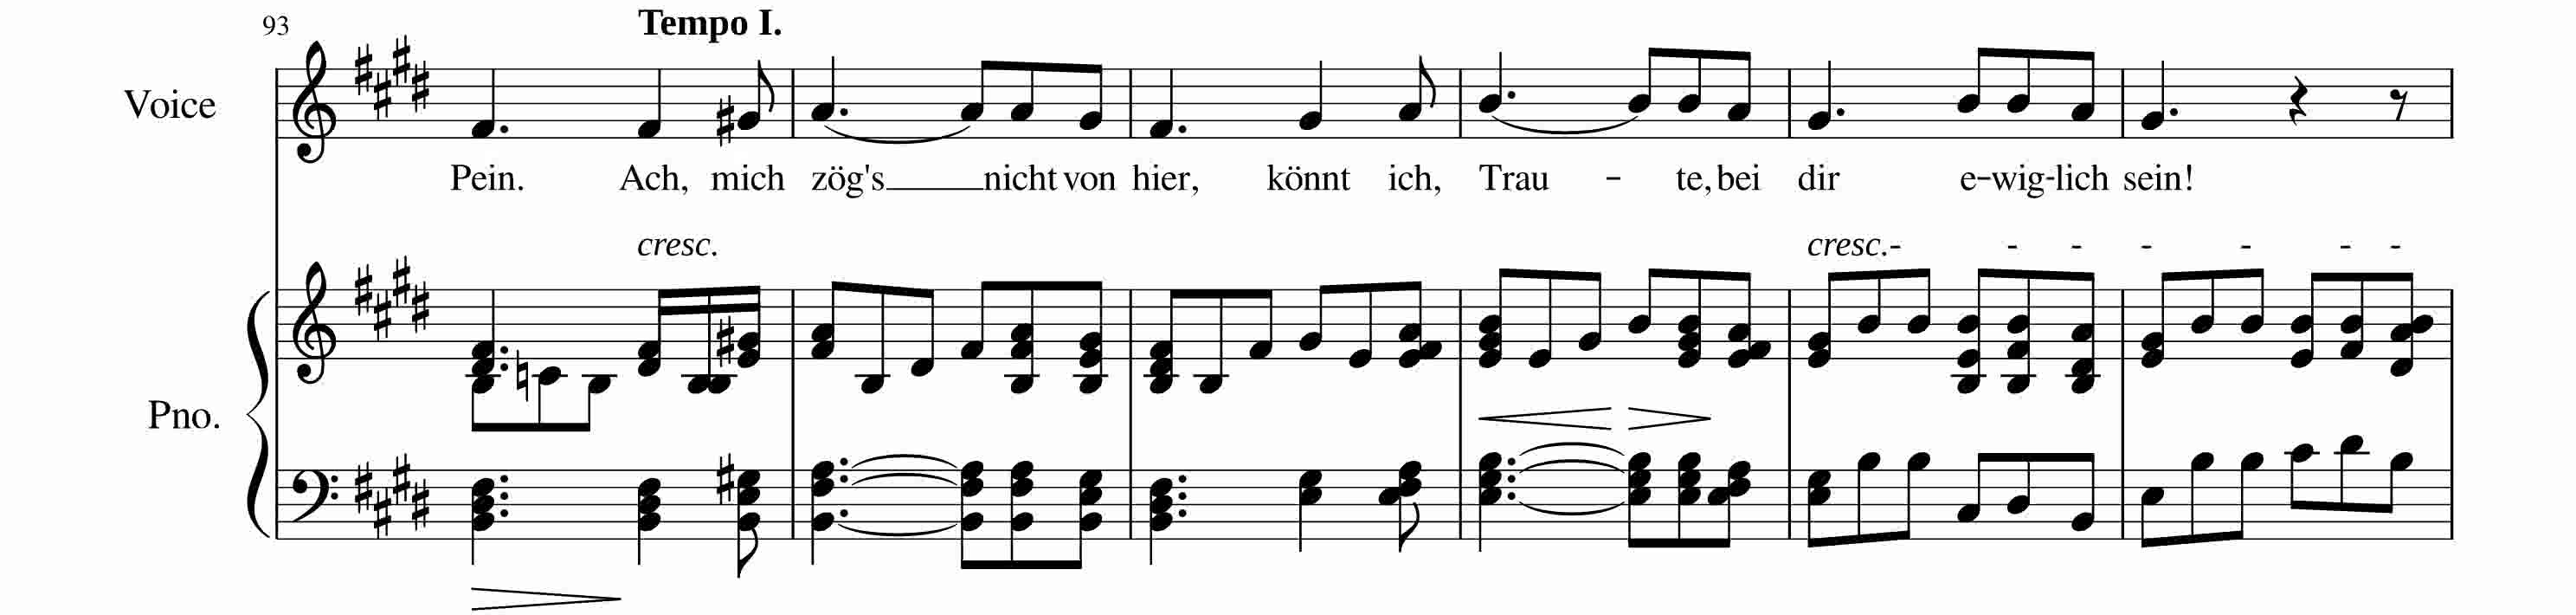 93
Tempo I.
Voice
Pein. Ach, mich zög's nicht von hier, könnt ich, Trau - te, bei dir e-wig-lich sein!
cresc. cresc.- - - - - - -
Pno.